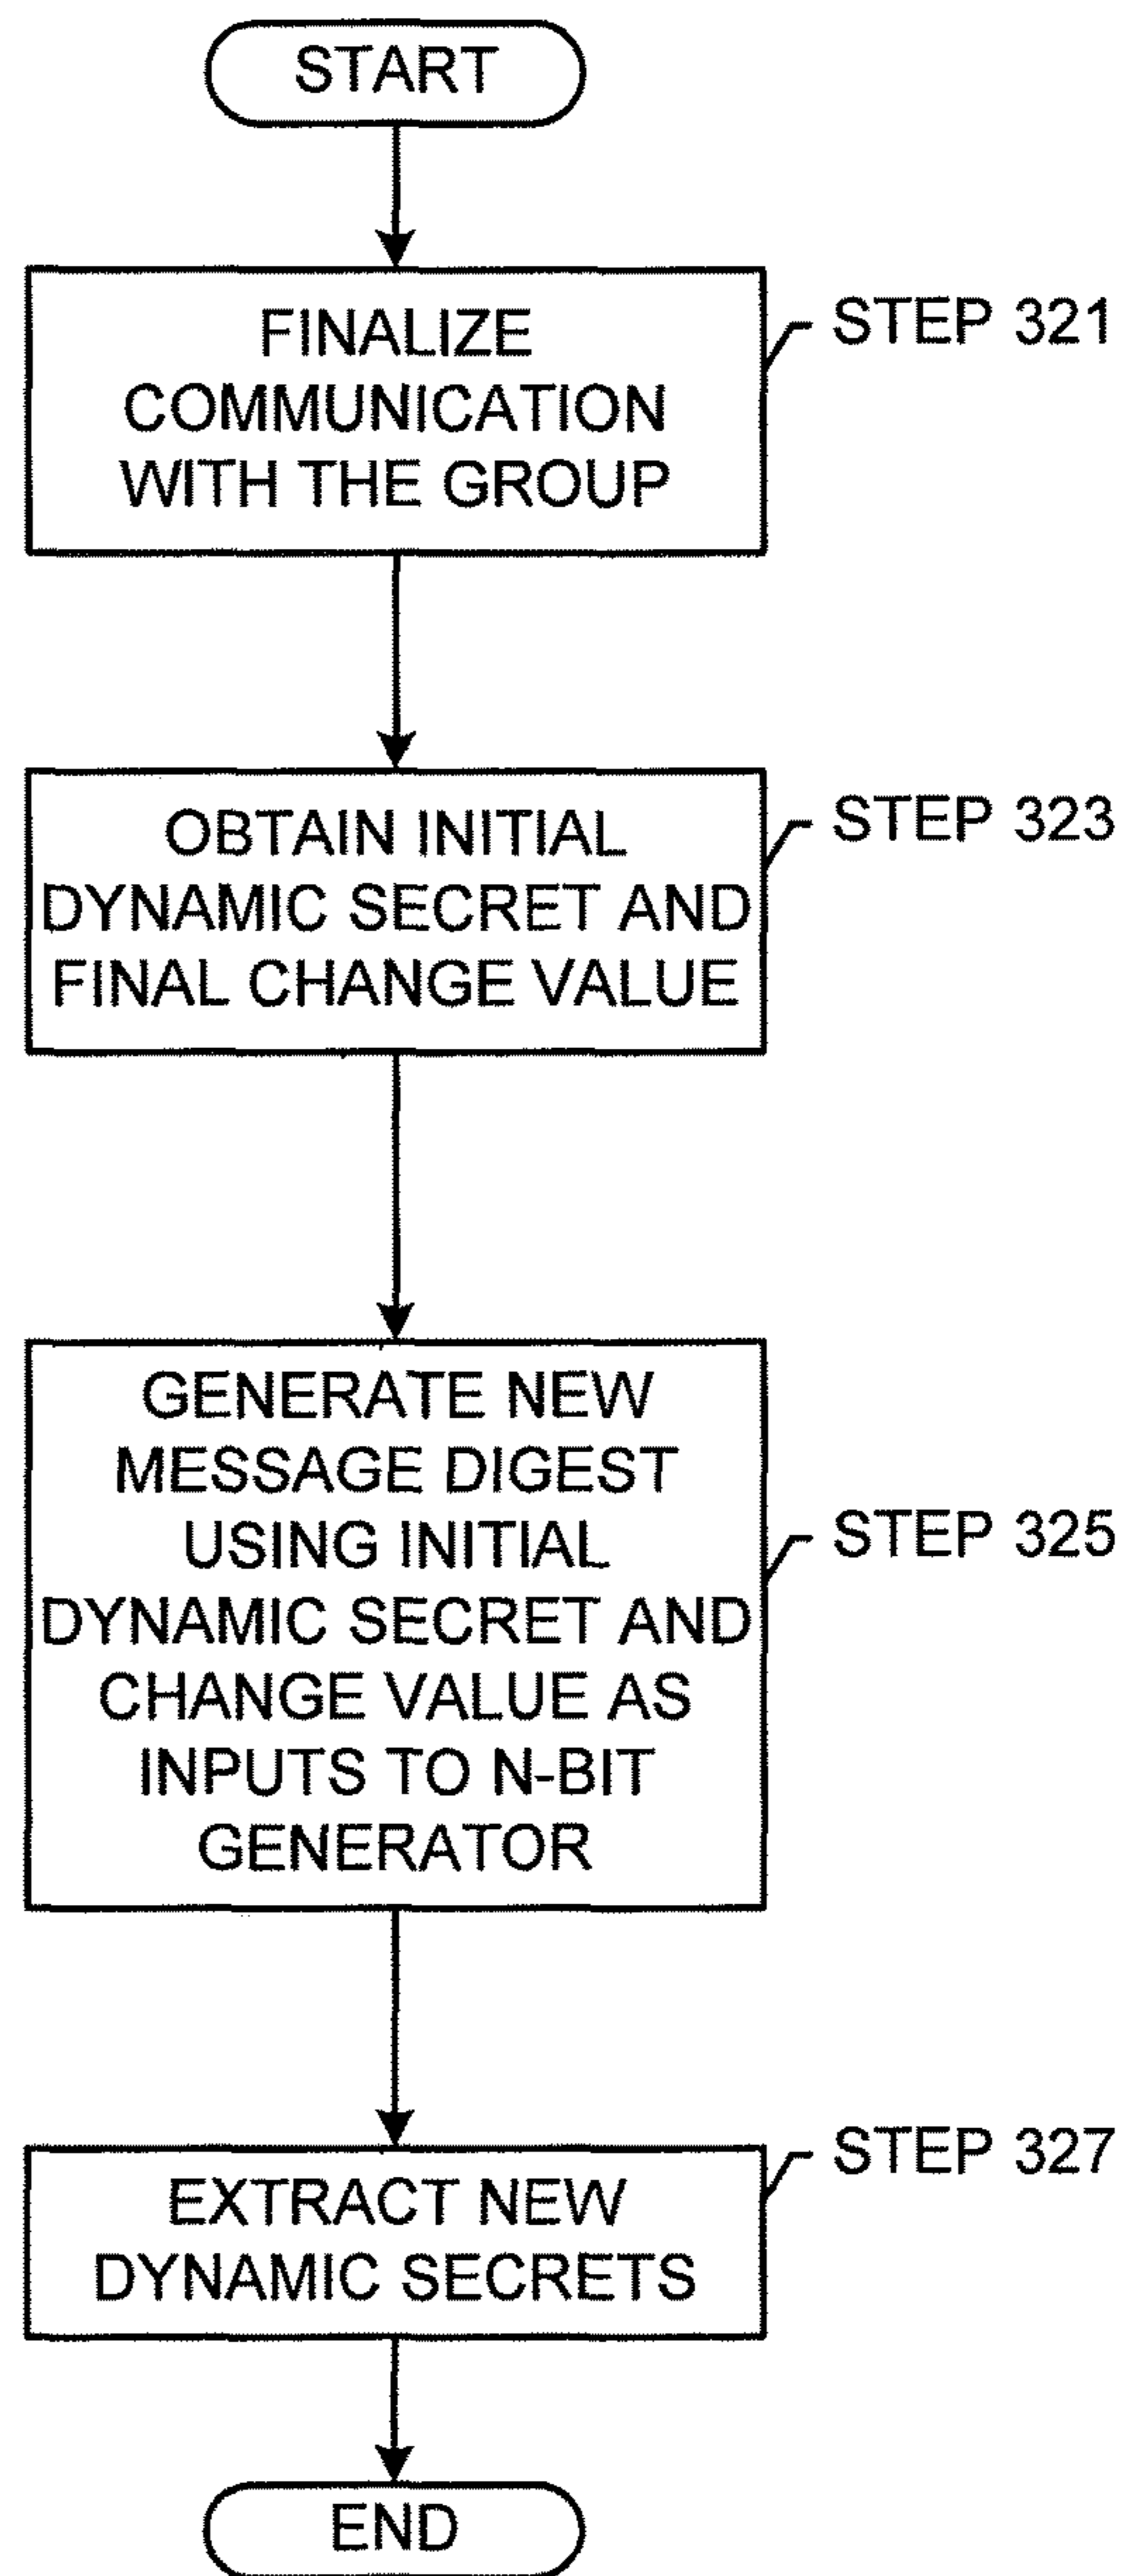 START
FINALIZE
COMMUNICATION
WITH THE GROUP
STEP 321
OBTAIN INITIAL
DYNAMIC SECRET AND
FINAL CHANGE VALUE
STEP 323
GENERATE NEW
MESSAGE DIGEST
USING INITIAL
DYNAMIC SECRET AND
CHANGE VALUE AS
INPUTS TO N-BIT
GENERATOR
STEP 325
EXTRACT NEW
DYNAMIC SECRETS
STEP 327
END